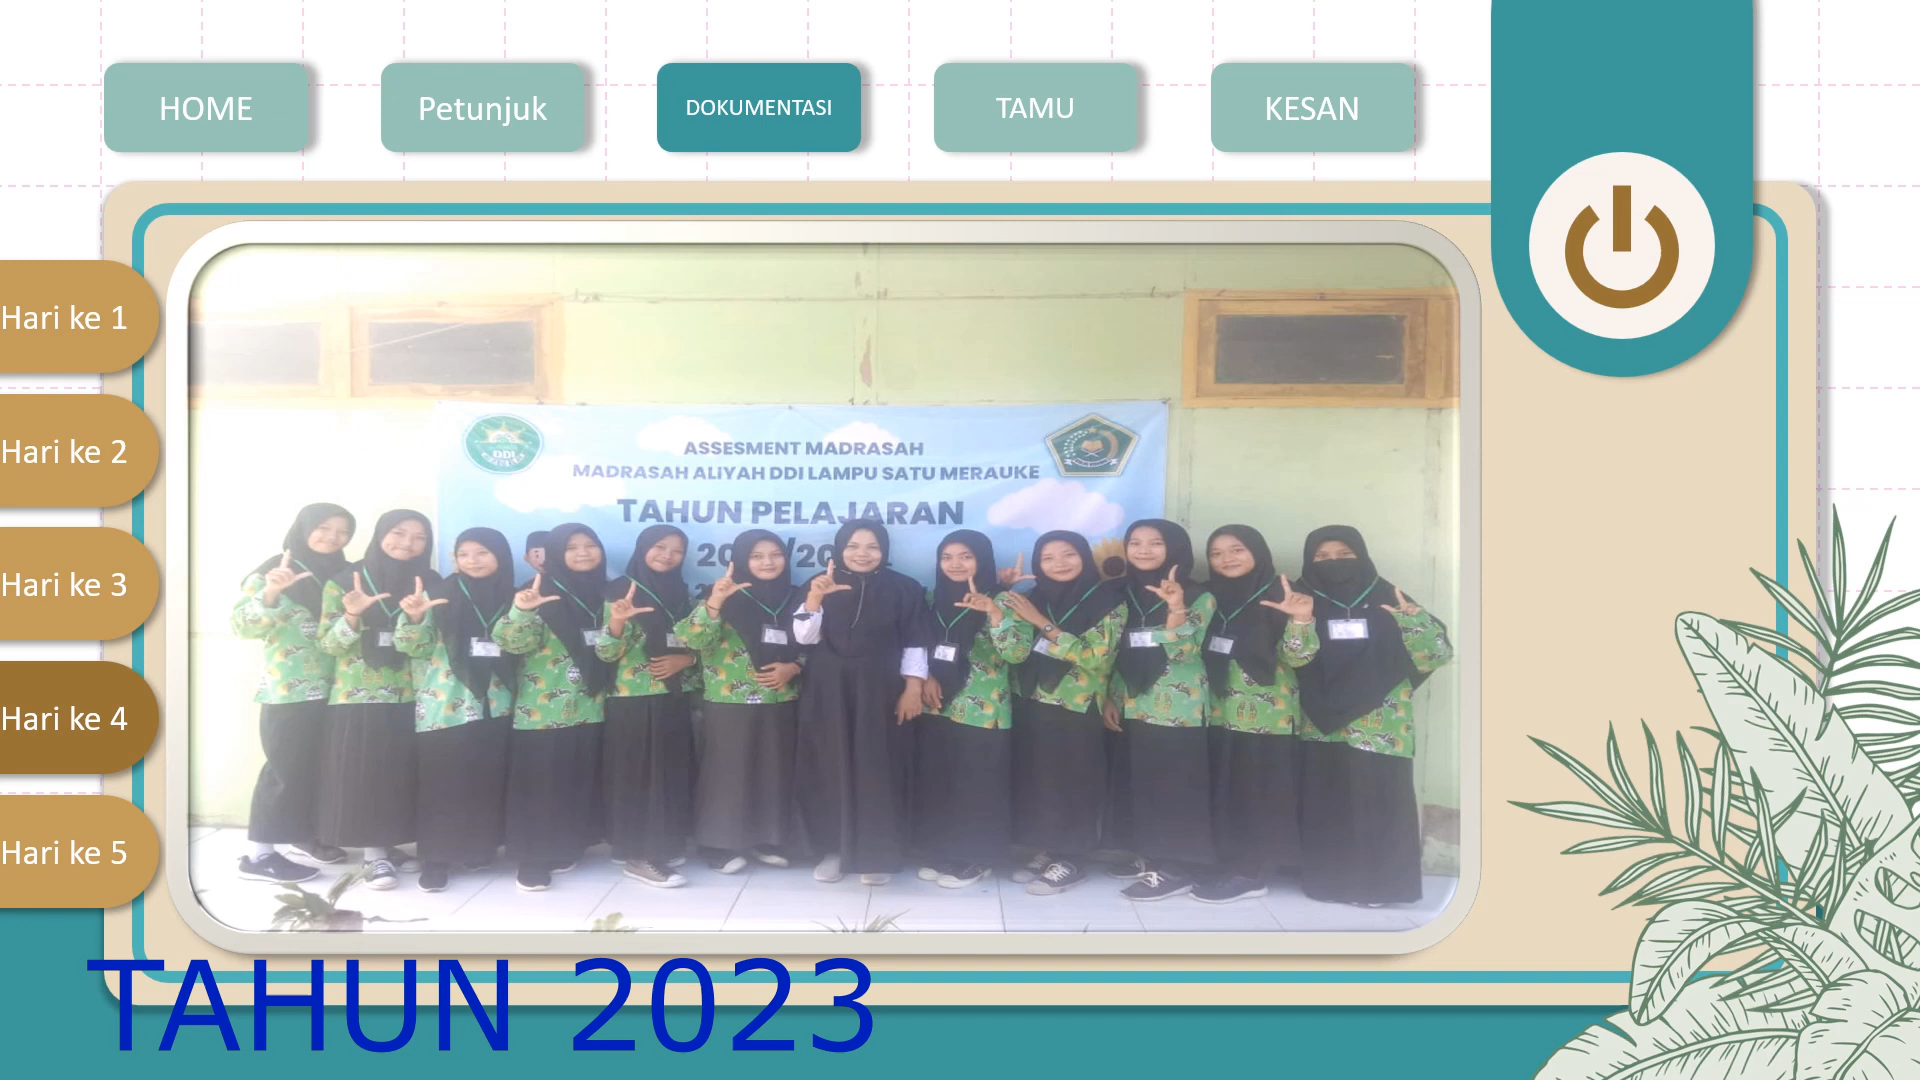 HOME
Petunjuk
DOKUMENTASI
TAMU
KESAN
Hari ke 1
Hari ke 2
Hari ke 3
Hari ke 4
Hari ke 5
DDI
ASSESMENT MADRASAH
MADRASAH ALIYAH DDI LAMPU SATU MERAUKE
TAHUN PELAJARAN
TAHUN 2023